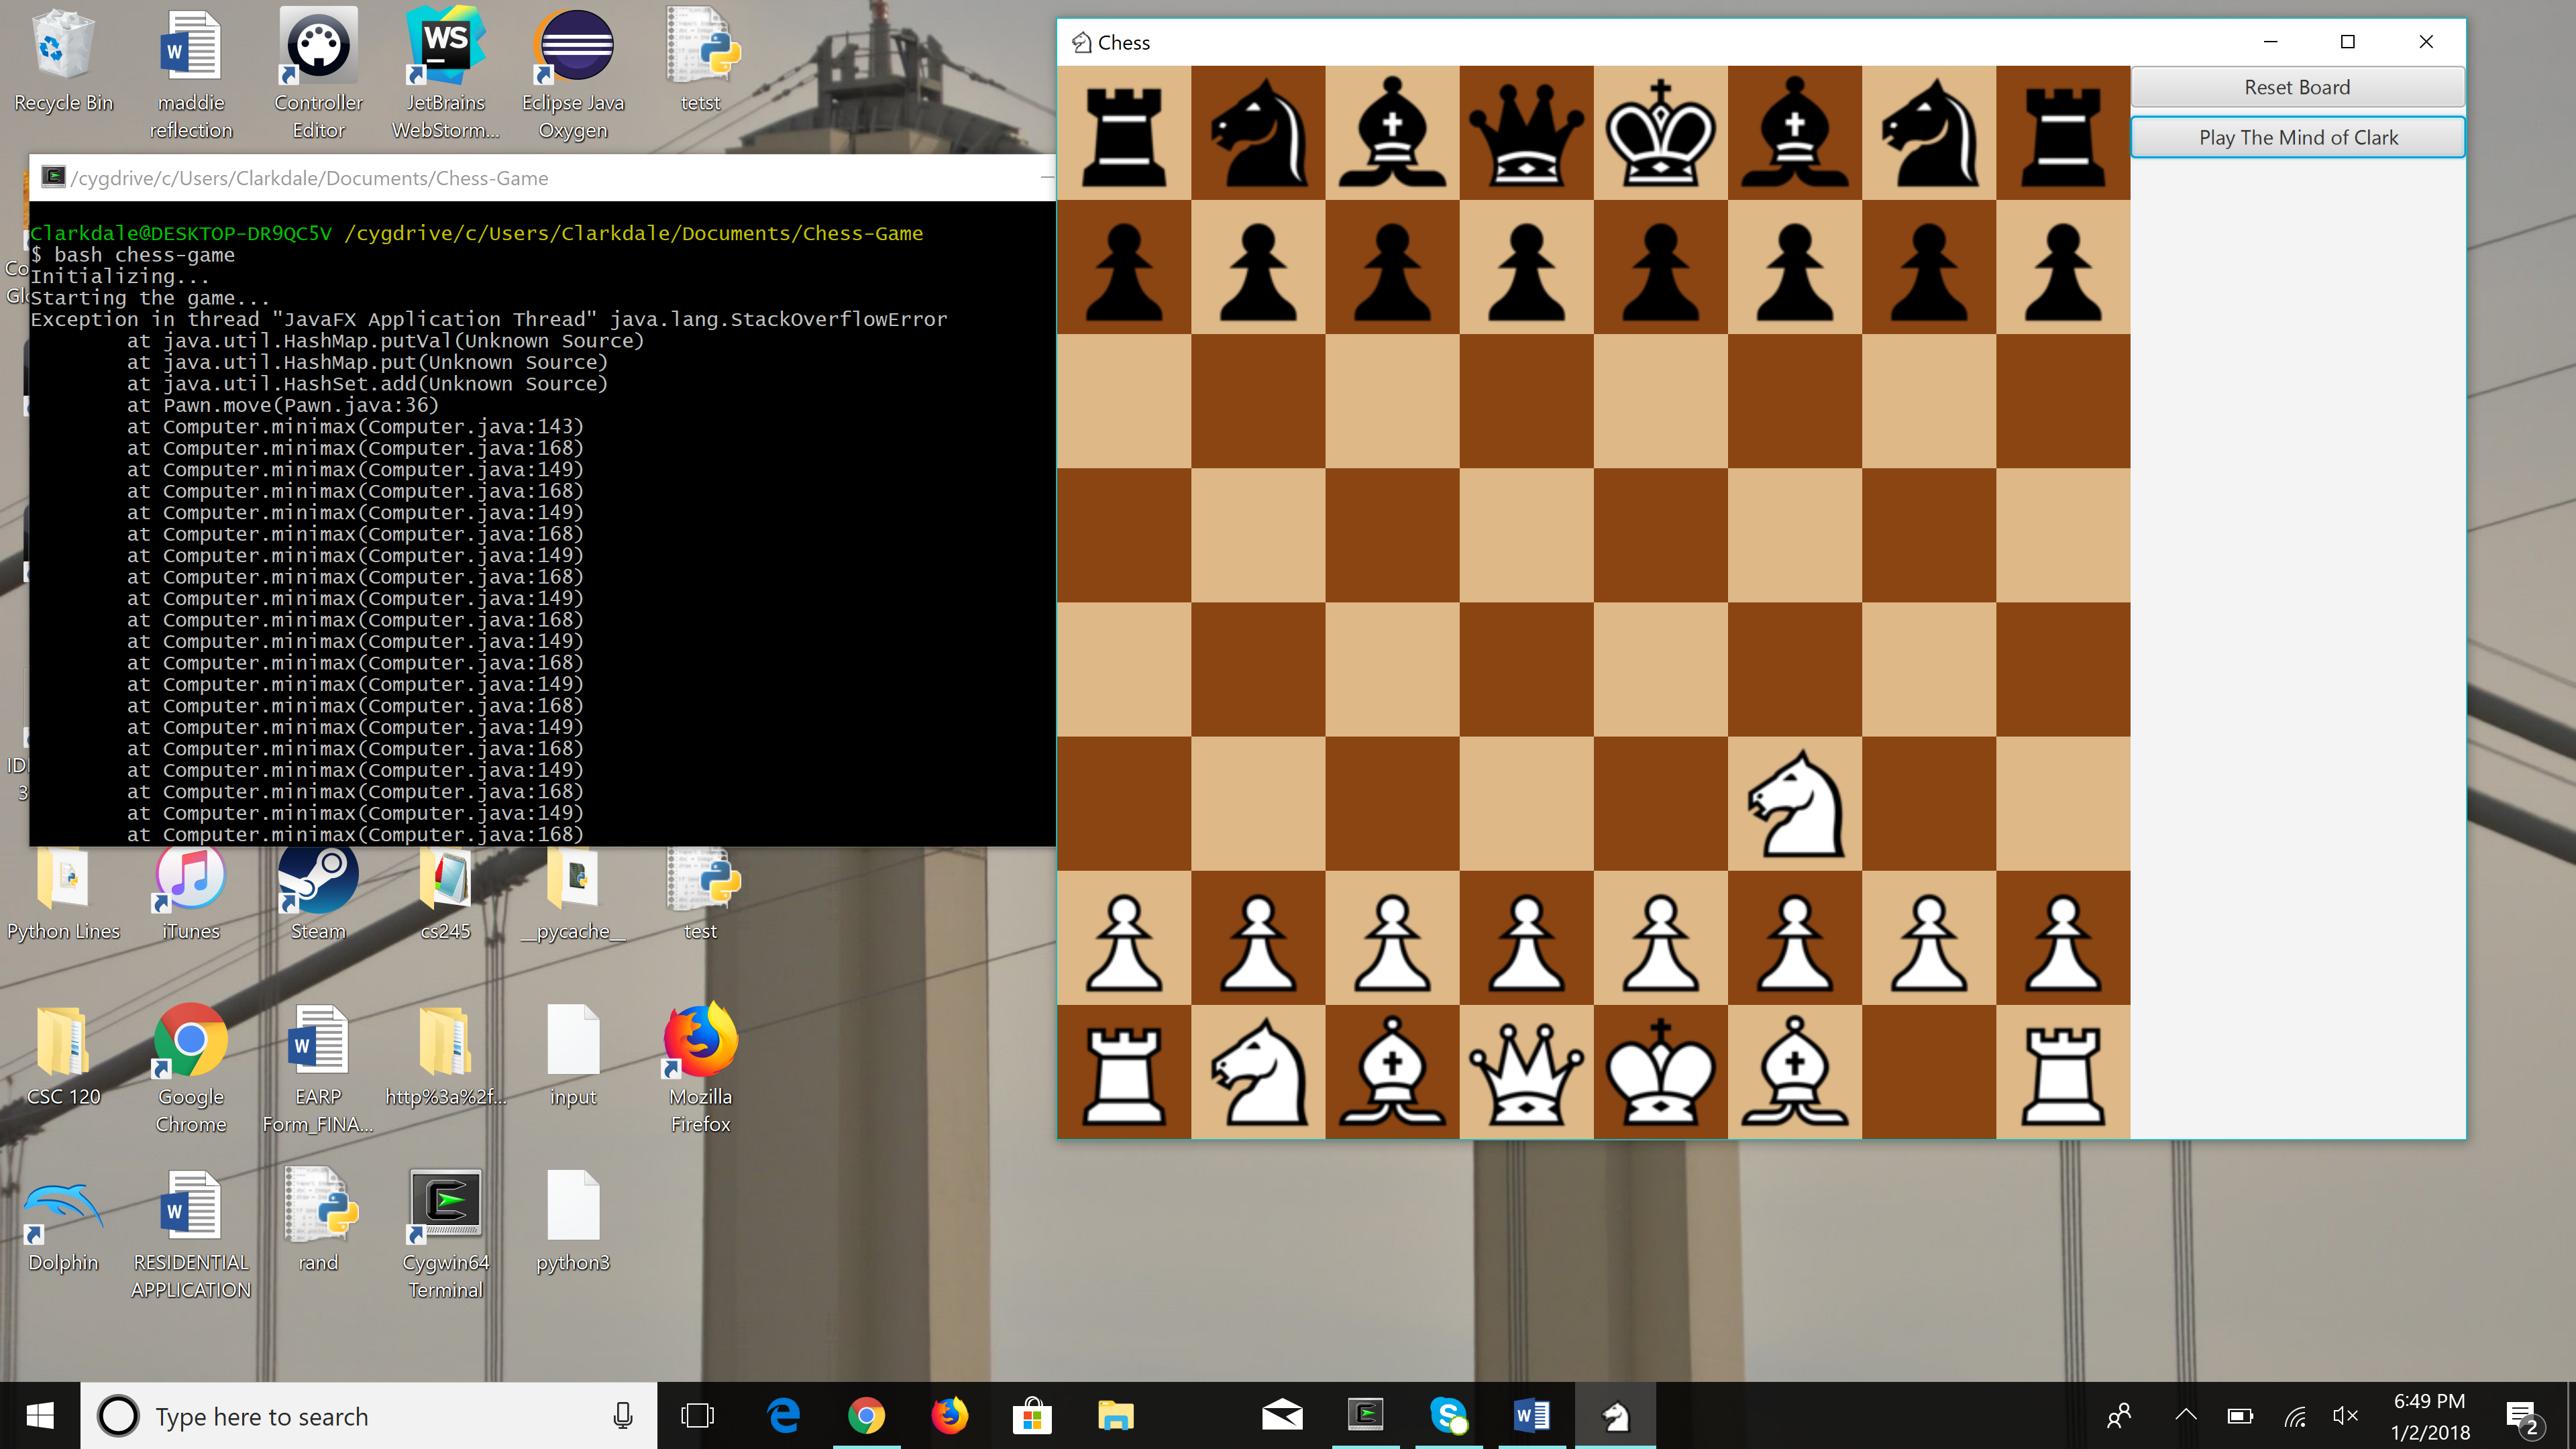 Recycle Bin
maddie
reflection
Controller
Editor
WS
JetBrains
WebStorm...
Eclipse Java
Oxygen
tetst
/cygdrive/c/Users/Clarkdale/Documents/Chess-Game
Clarkdale@DESKTOP-DR9QC5V /cygdrive/c/Users/Clarkdale/Documents/Chess-Game
$ bash chess-game
Initializing...
Starting the game...
Exception in thread "JavaFX Application Thread" java.lang.StackOverflowError
at java.util.HashMap.putVal(Unknown Source)
at java.util.HashMap.put(Unknown Source)
at java.util.HashSet.add(Unknown Source)
at Pawn.move(Pawn.java:36)
at Computer.minimax(Computer.java:143)
at Computer.minimax(Computer.java:168)
at Computer.minimax(Computer.java:149)
at Computer.minimax(Computer.java:168)
at Computer.minimax(Computer.java:149)
at Computer.minimax(Computer.java:168)
at Computer.minimax(Computer.java:149)
at Computer.minimax(Computer.java:168)
at Computer.minimax(Computer.java:149)
at Computer.minimax(Computer.java:168)
at Computer.minimax(Computer.java:149)
at Computer.minimax(Computer.java:168)
at Computer.minimax(Computer.java:149)
at Computer.minimax(Computer.java:168)
at Computer.minimax(Computer.java:149)
at Computer.minimax(Computer.java:168)
at Computer.minimax(Computer.java:149)
at Computer.minimax(Computer.java:168)
at Computer.minimax(Computer.java:149)
at Computer.minimax(Computer.java:168)
Chess
Reset Board
Play The Mind of Clark
Python Lines
iTunes
Steam
cs245
__pycache__
test
CSC 120
Google
Chrome
EARP
Form_FINA...
http%3a%2f...
input
Mozilla
Firefox
Dolphin
RESIDENTIAL
APPLICATION
rand
Cygwin64
Terminal
python3
Type here to search
6:49 PM
1/2/2018
2